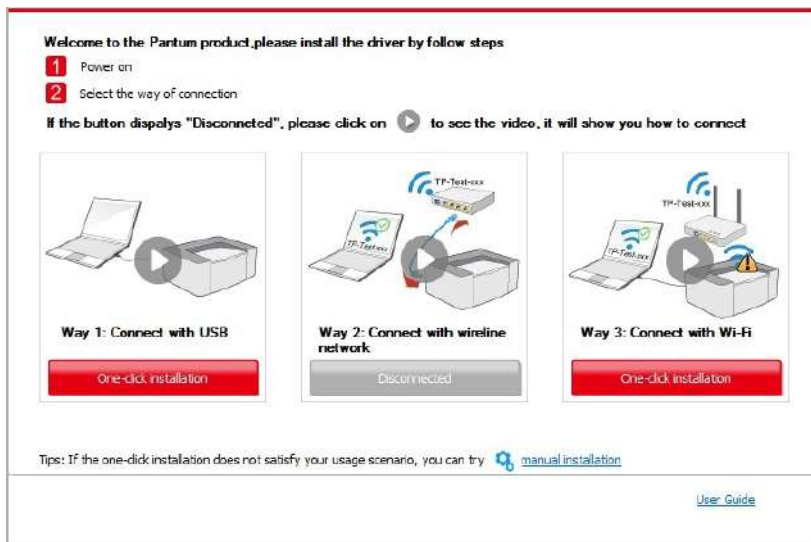 Welcome to the Pantum product,please install the driver by follow steps
1 Power on
2 Select the way of connection
If the button dispalys "Disconneted", please click on to see the video, it will show you how to connect
TP-Test-xxx
TP-Test-xxx
TP-Test-xxx
TP-Test-xxx
Way 1: Connect with USB
Way 2: Connect with wireline
network
Way 3: Connect with Wi-Fi
One-click installation
Disconnected
One-click installation
Tips: If the one-click installation does not satisfy your usage scenario, you can try manual installation
User Guide